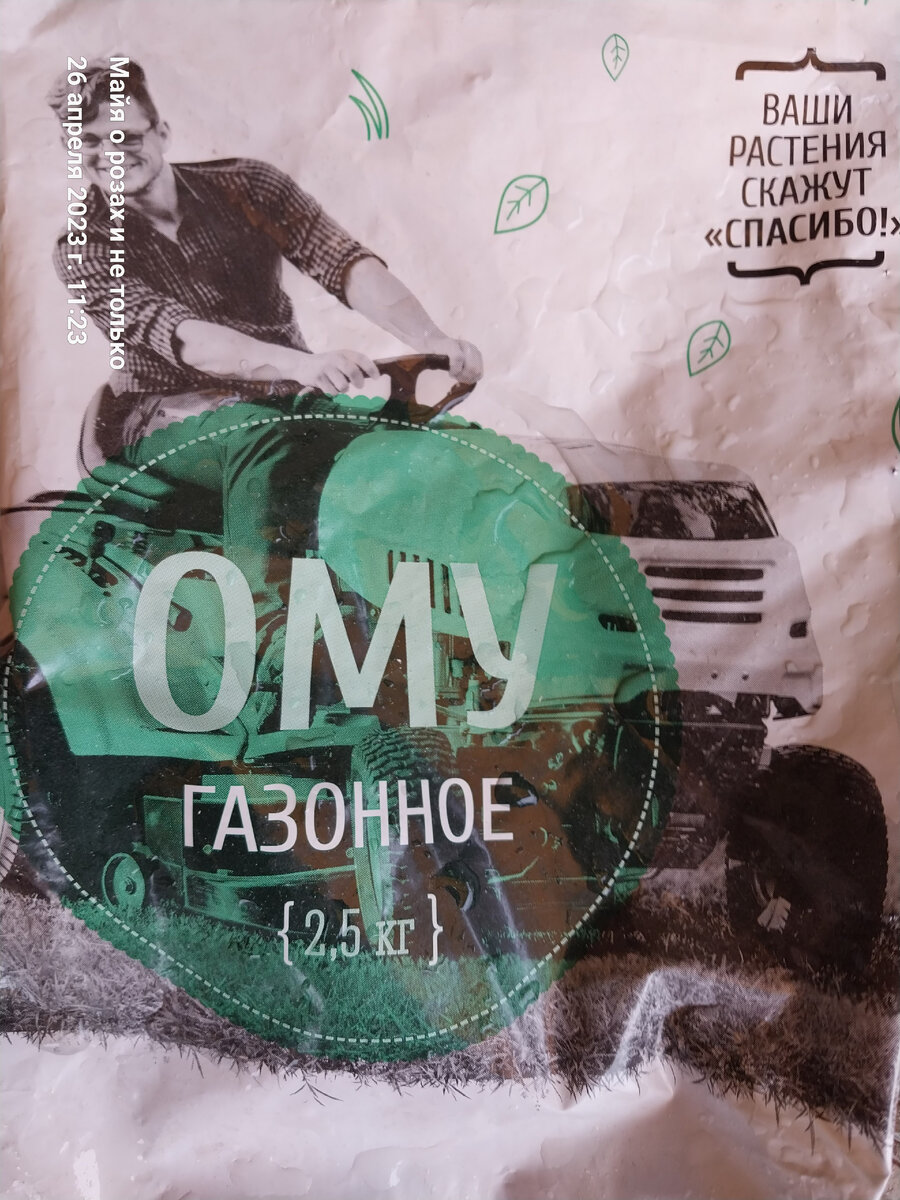 Майя о розах и не только
26 апреля 2023 г. 11:23
ВАШИ
РАСТЕНИЯ
СКАЖУТ
«СПАСИБО!»
ОМУ
ГАЗОННОЕ
{2,5 кг}